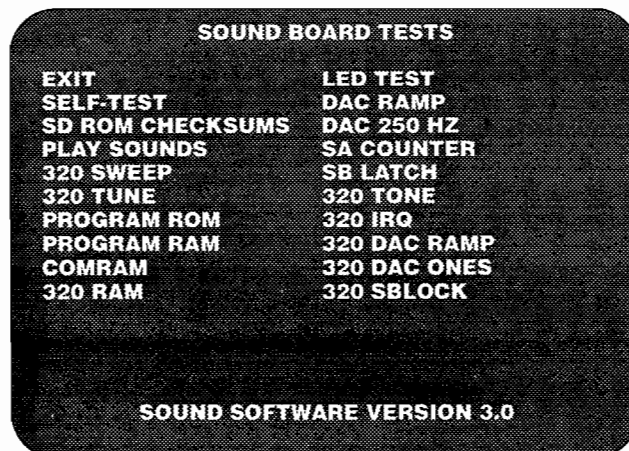 SOUND BOARD TESTS
EXIT
SELF-TEST
SD ROM CHECKSUMS
PLAY SOUNDS
320 SWEEP
320 TUNE
PROGRAM ROM
PROGRAM RAM
COMRAM
320 RAM
LED TEST
DAC RAMP
DAC 250 HZ
SA COUNTER
SB LATCH
320 TONE
320 IRQ
320 DAC RAMP
320 DAC ONES
320 SBLOCK
SOUND SOFTWARE VERSION 3.0